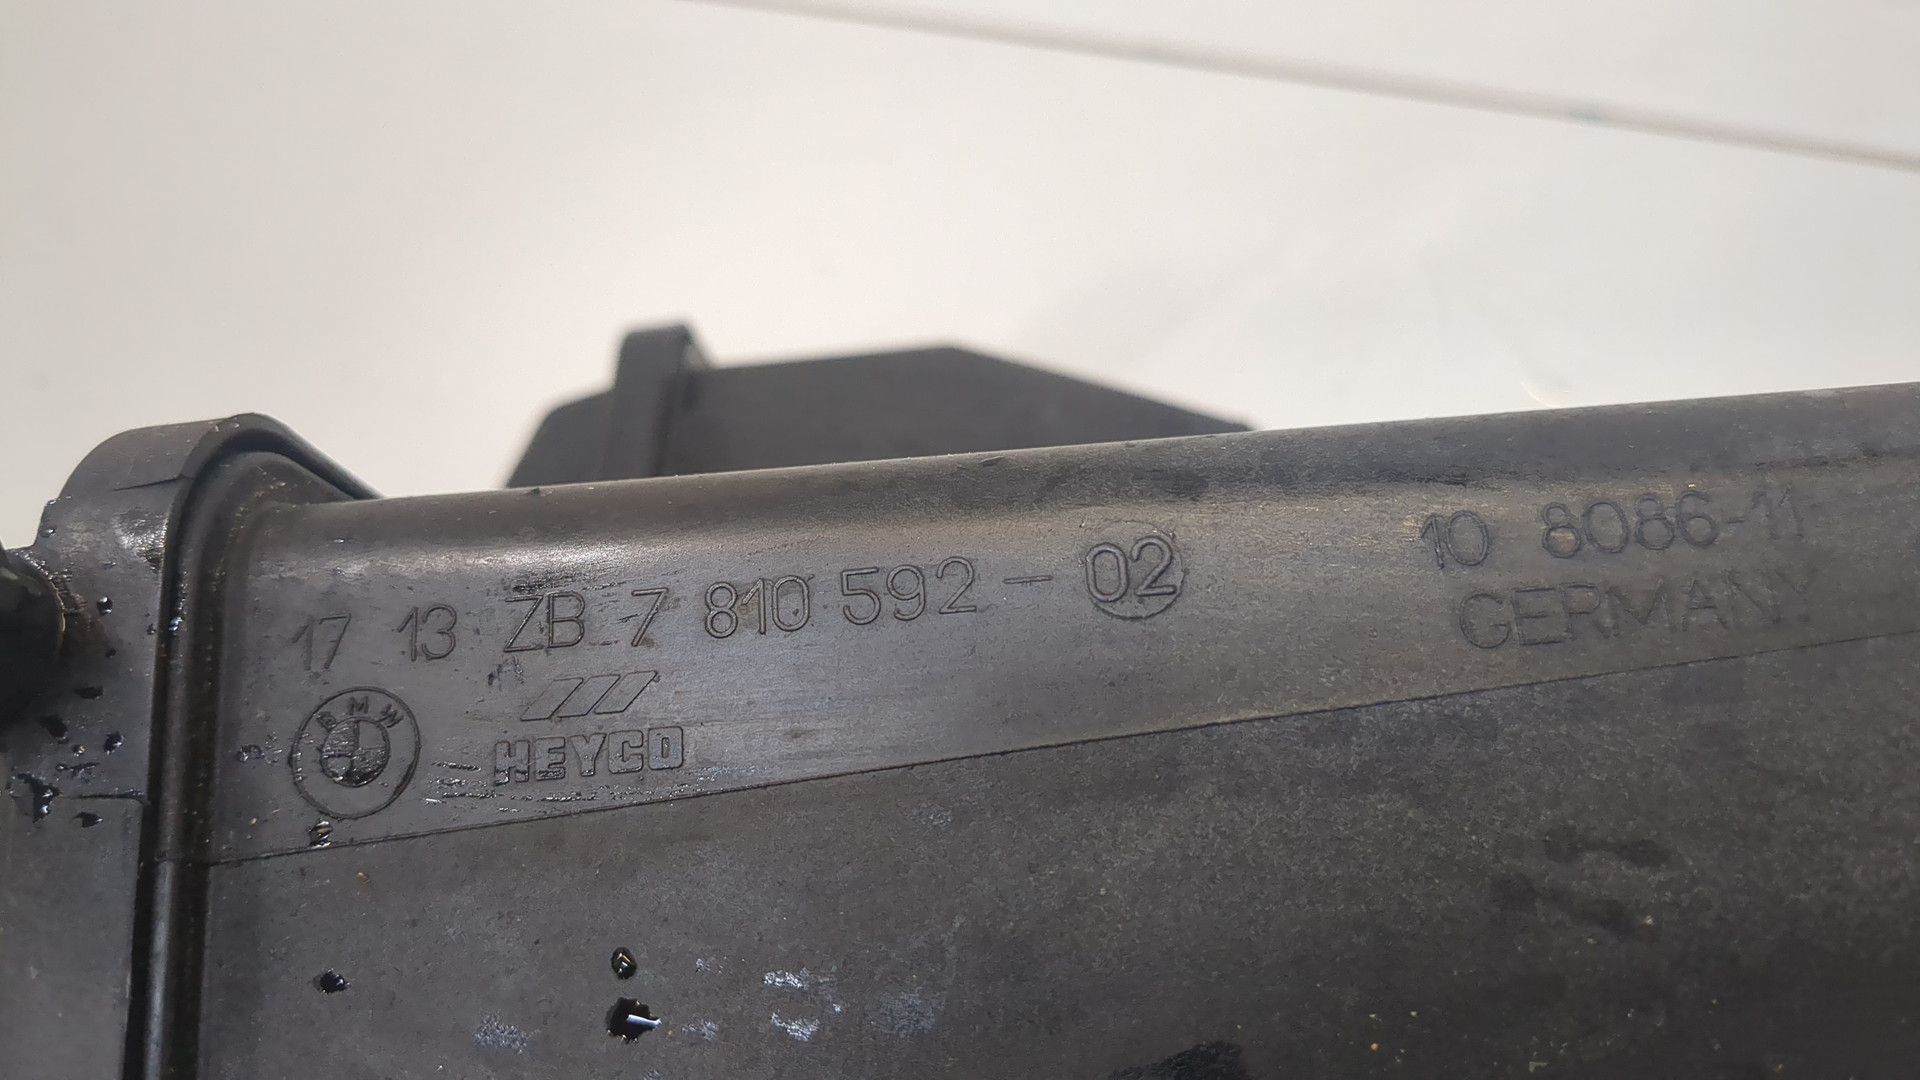 17 13 ZB 7 810 592 - 02
10 8086-11
GERMANY
BMW
HEYCO